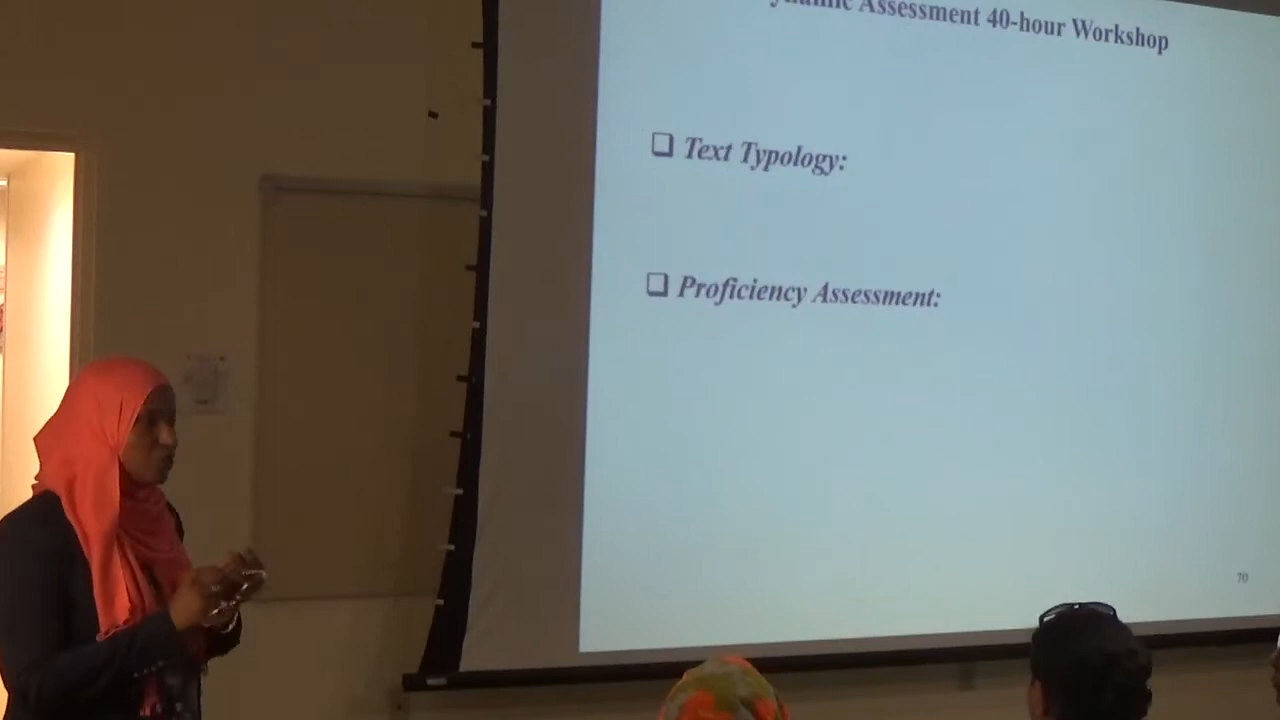 Assessment 40-hour Workshop
❑ Text Typology:
❑ Proficiency Assessment:
70